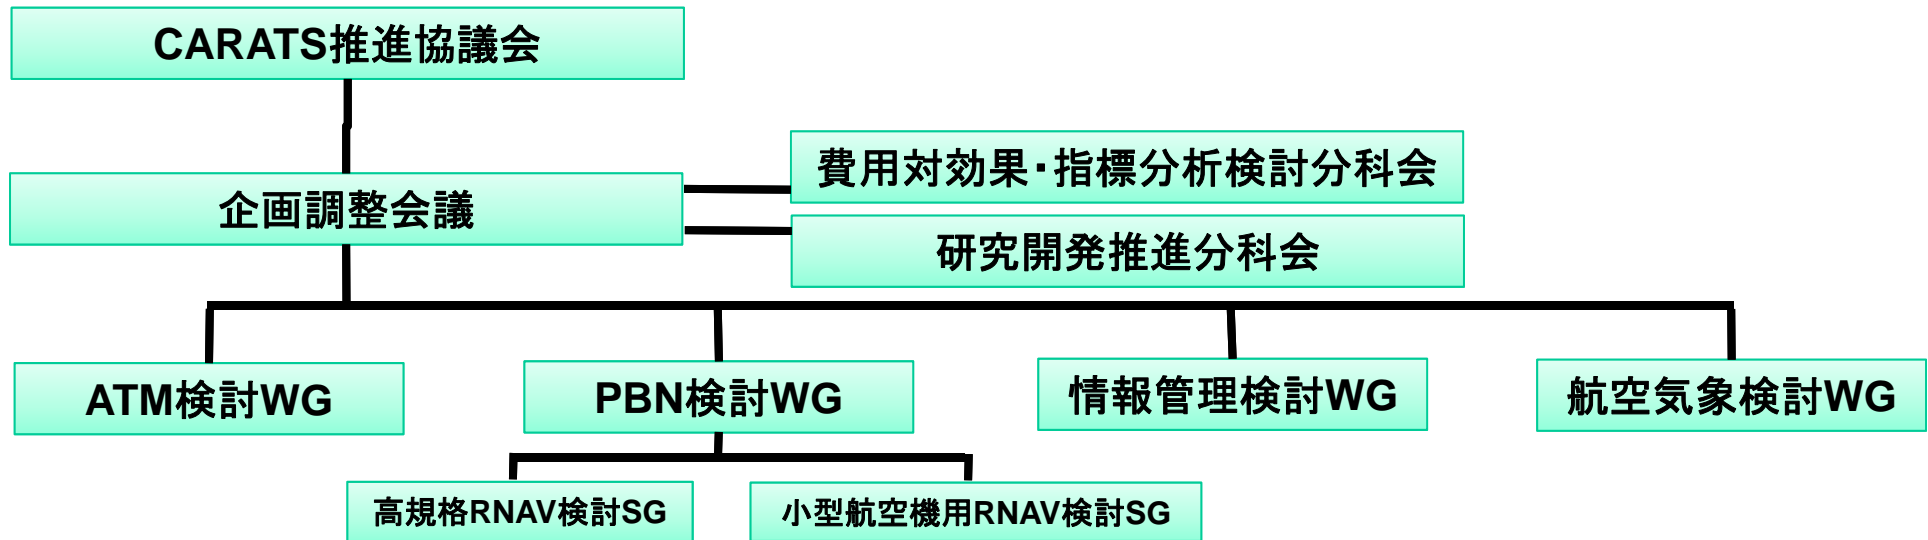 CARATS推進協議会
費用対効果・指標分析検討分科会
企画調整会議
研究開発推進分科会
ATM検討WG
PBN検討WG
情報管理検討WG
航空気象検討WG
高規格RNAV検討SG
小型航空機用RNAV検討SG